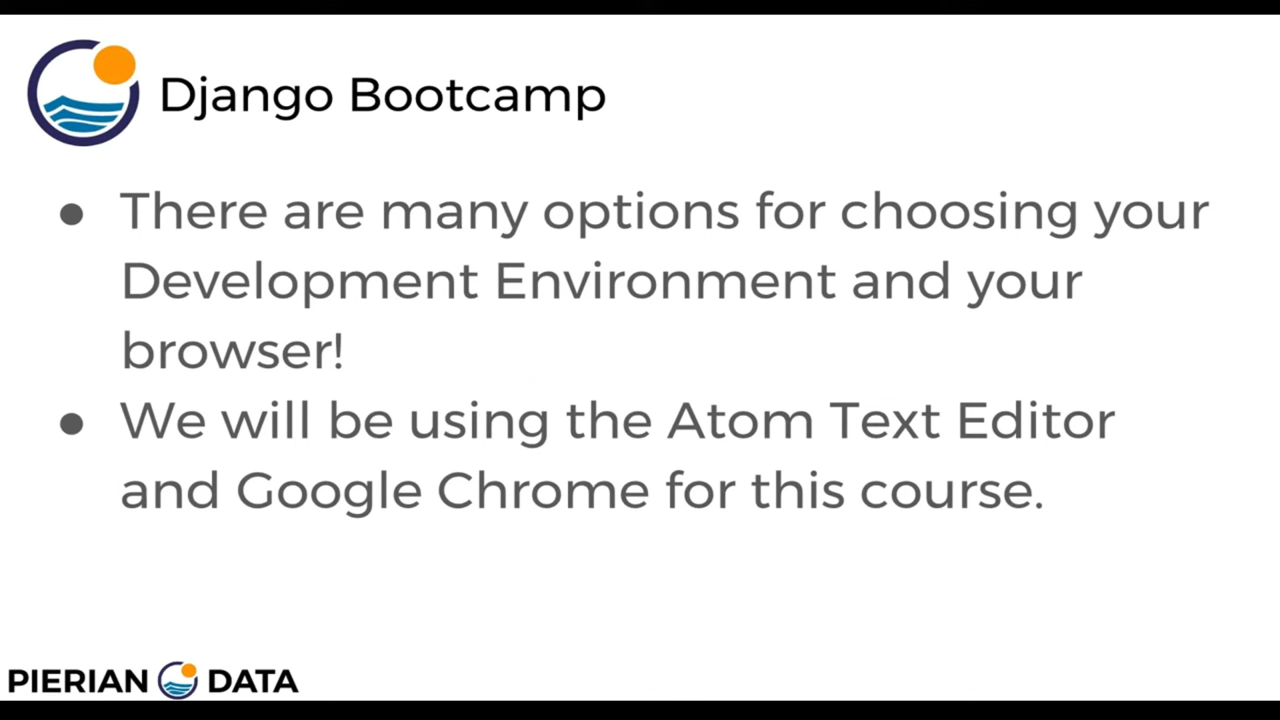 Django Bootcamp
● There are many options for choosing your
Development Environment and your
browser!
● We will be using the Atom Text Editor
and Google Chrome for this course.
PIERIAN DATA